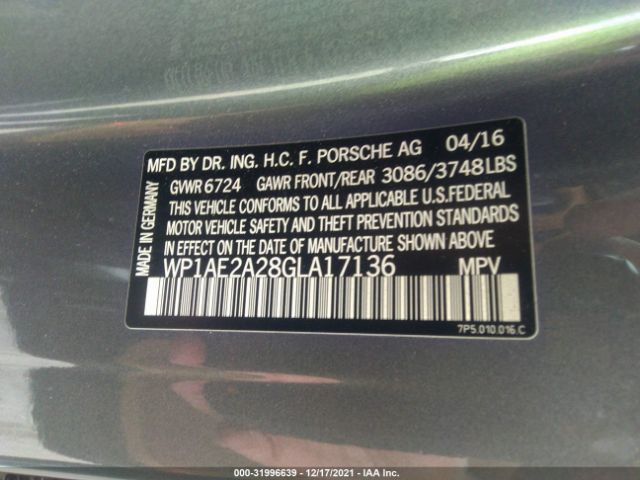 MFD BY DR. ING. H.C. F. PORSCHE AG 04/16
GVWR 6724 GAWR FRONT/REAR 3086/3748LBS
THIS VEHICLE CONFORMS TO ALL APPLICABLE U.S.FEDERAL
MOTOR VEHICLE SAFETY AND THEFT PREVENTION STANDARDS
IN EFFECT ON THE DATE OF MANUFACTURE SHOWN ABOVE
MADE IN GERMANY
WP1AE2A28GLA17136 MPV
7P5.010.016.C
000-31996639 - 12/17/2021 - IAA Inc.